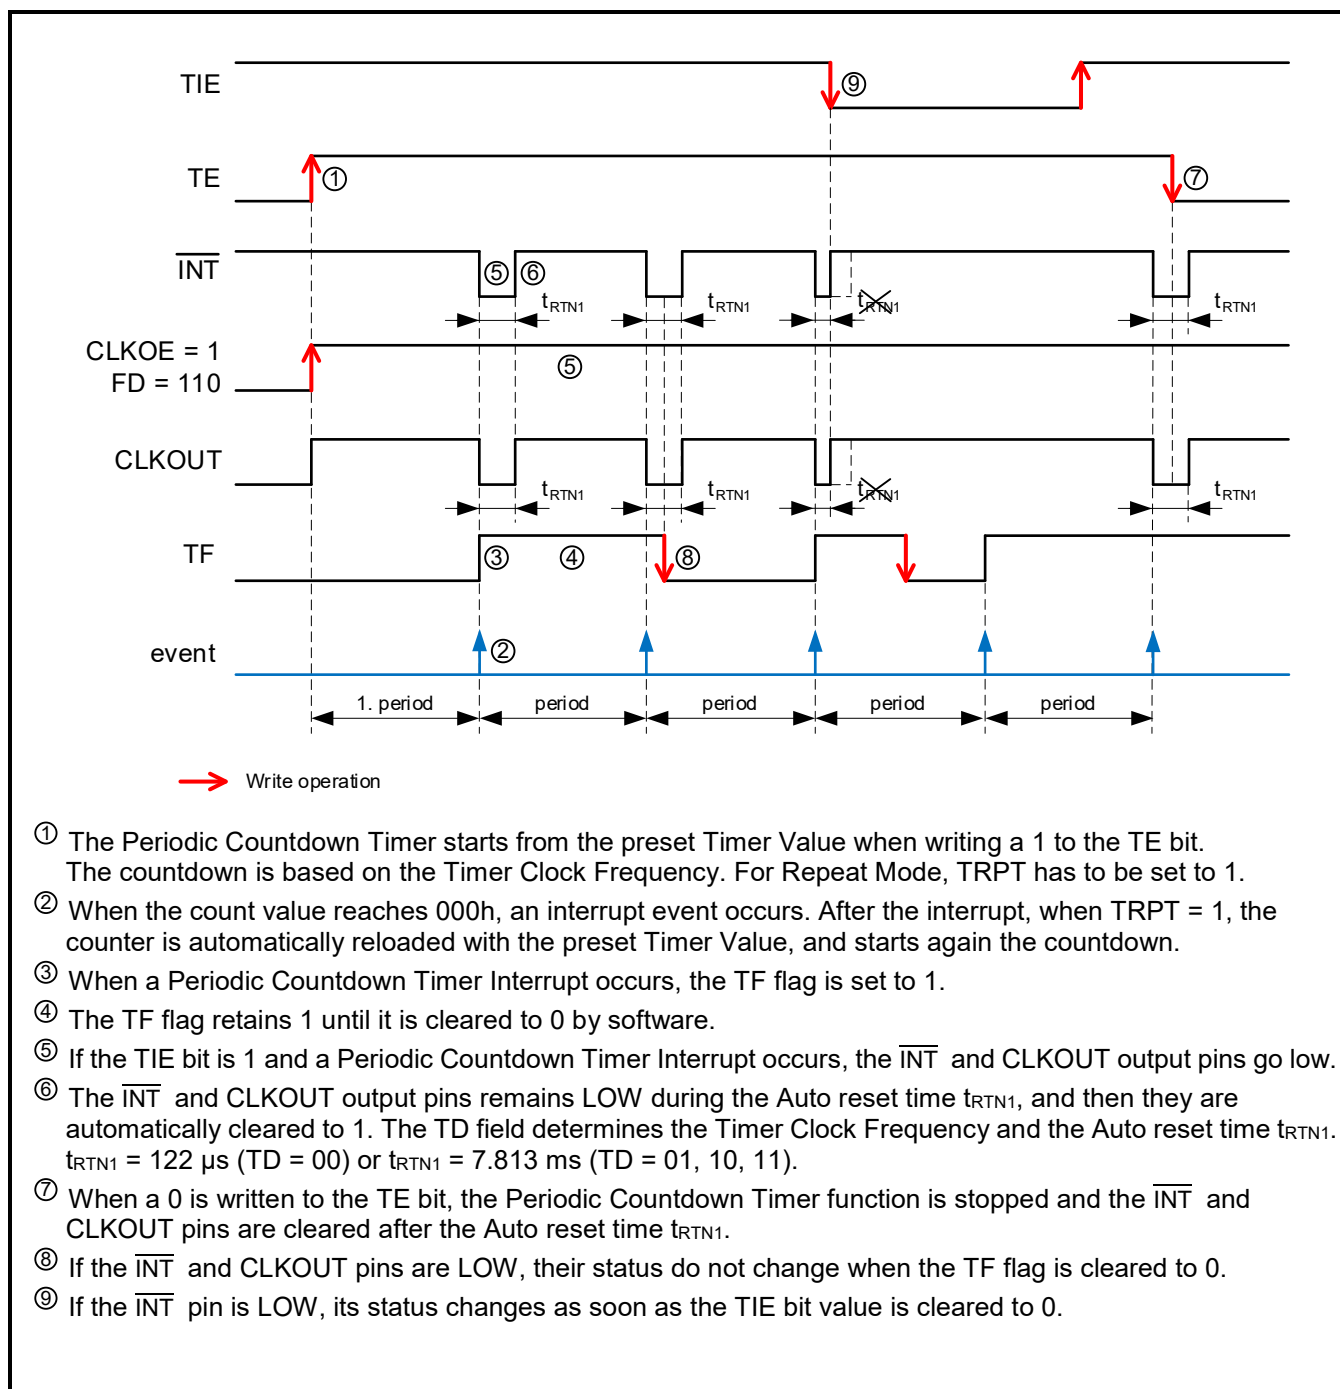 TIE
⑨
TE
①
⑦
INT
⑤ ⑥
tRTN1 tRTN1 tRTN1 tRTN1
CLKOE = 1
FD = 110
⑤
CLKOUT
tRTN1 tRTN1 tRTN1 tRTN1
TF
③ ④ ⑧
event
②
1. period period period period period
Write operation
① The Periodic Countdown Timer starts from the preset Timer Value when writing a 1 to the TE bit.
The countdown is based on the Timer Clock Frequency. For Repeat Mode, TRPT has to be set to 1.
② When the count value reaches 000h, an interrupt event occurs. After the interrupt, when TRPT = 1, the
counter is automatically reloaded with the preset Timer Value, and starts again the countdown.
③ When a Periodic Countdown Timer Interrupt occurs, the TF flag is set to 1.
④ The TF flag retains 1 until it is cleared to 0 by software.
⑤ If the TIE bit is 1 and a Periodic Countdown Timer Interrupt occurs, the INT and CLKOUT output pins go low.
⑥ The INT and CLKOUT output pins remains LOW during the Auto reset time tRTN1, and then they are
automatically cleared to 1. The TD field determines the Timer Clock Frequency and the Auto reset time tRTN1.
tRTN1 = 122 µs (TD = 00) or tRTN1 = 7.813 ms (TD = 01, 10, 11).
⑦ When a 0 is written to the TE bit, the Periodic Countdown Timer function is stopped and the INT and
CLKOUT pins are cleared after the Auto reset time tRTN1.
⑧ If the INT and CLKOUT pins are LOW, their status do not change when the TF flag is cleared to 0.
⑨ If the INT pin is LOW, its status changes as soon as the TIE bit value is cleared to 0.